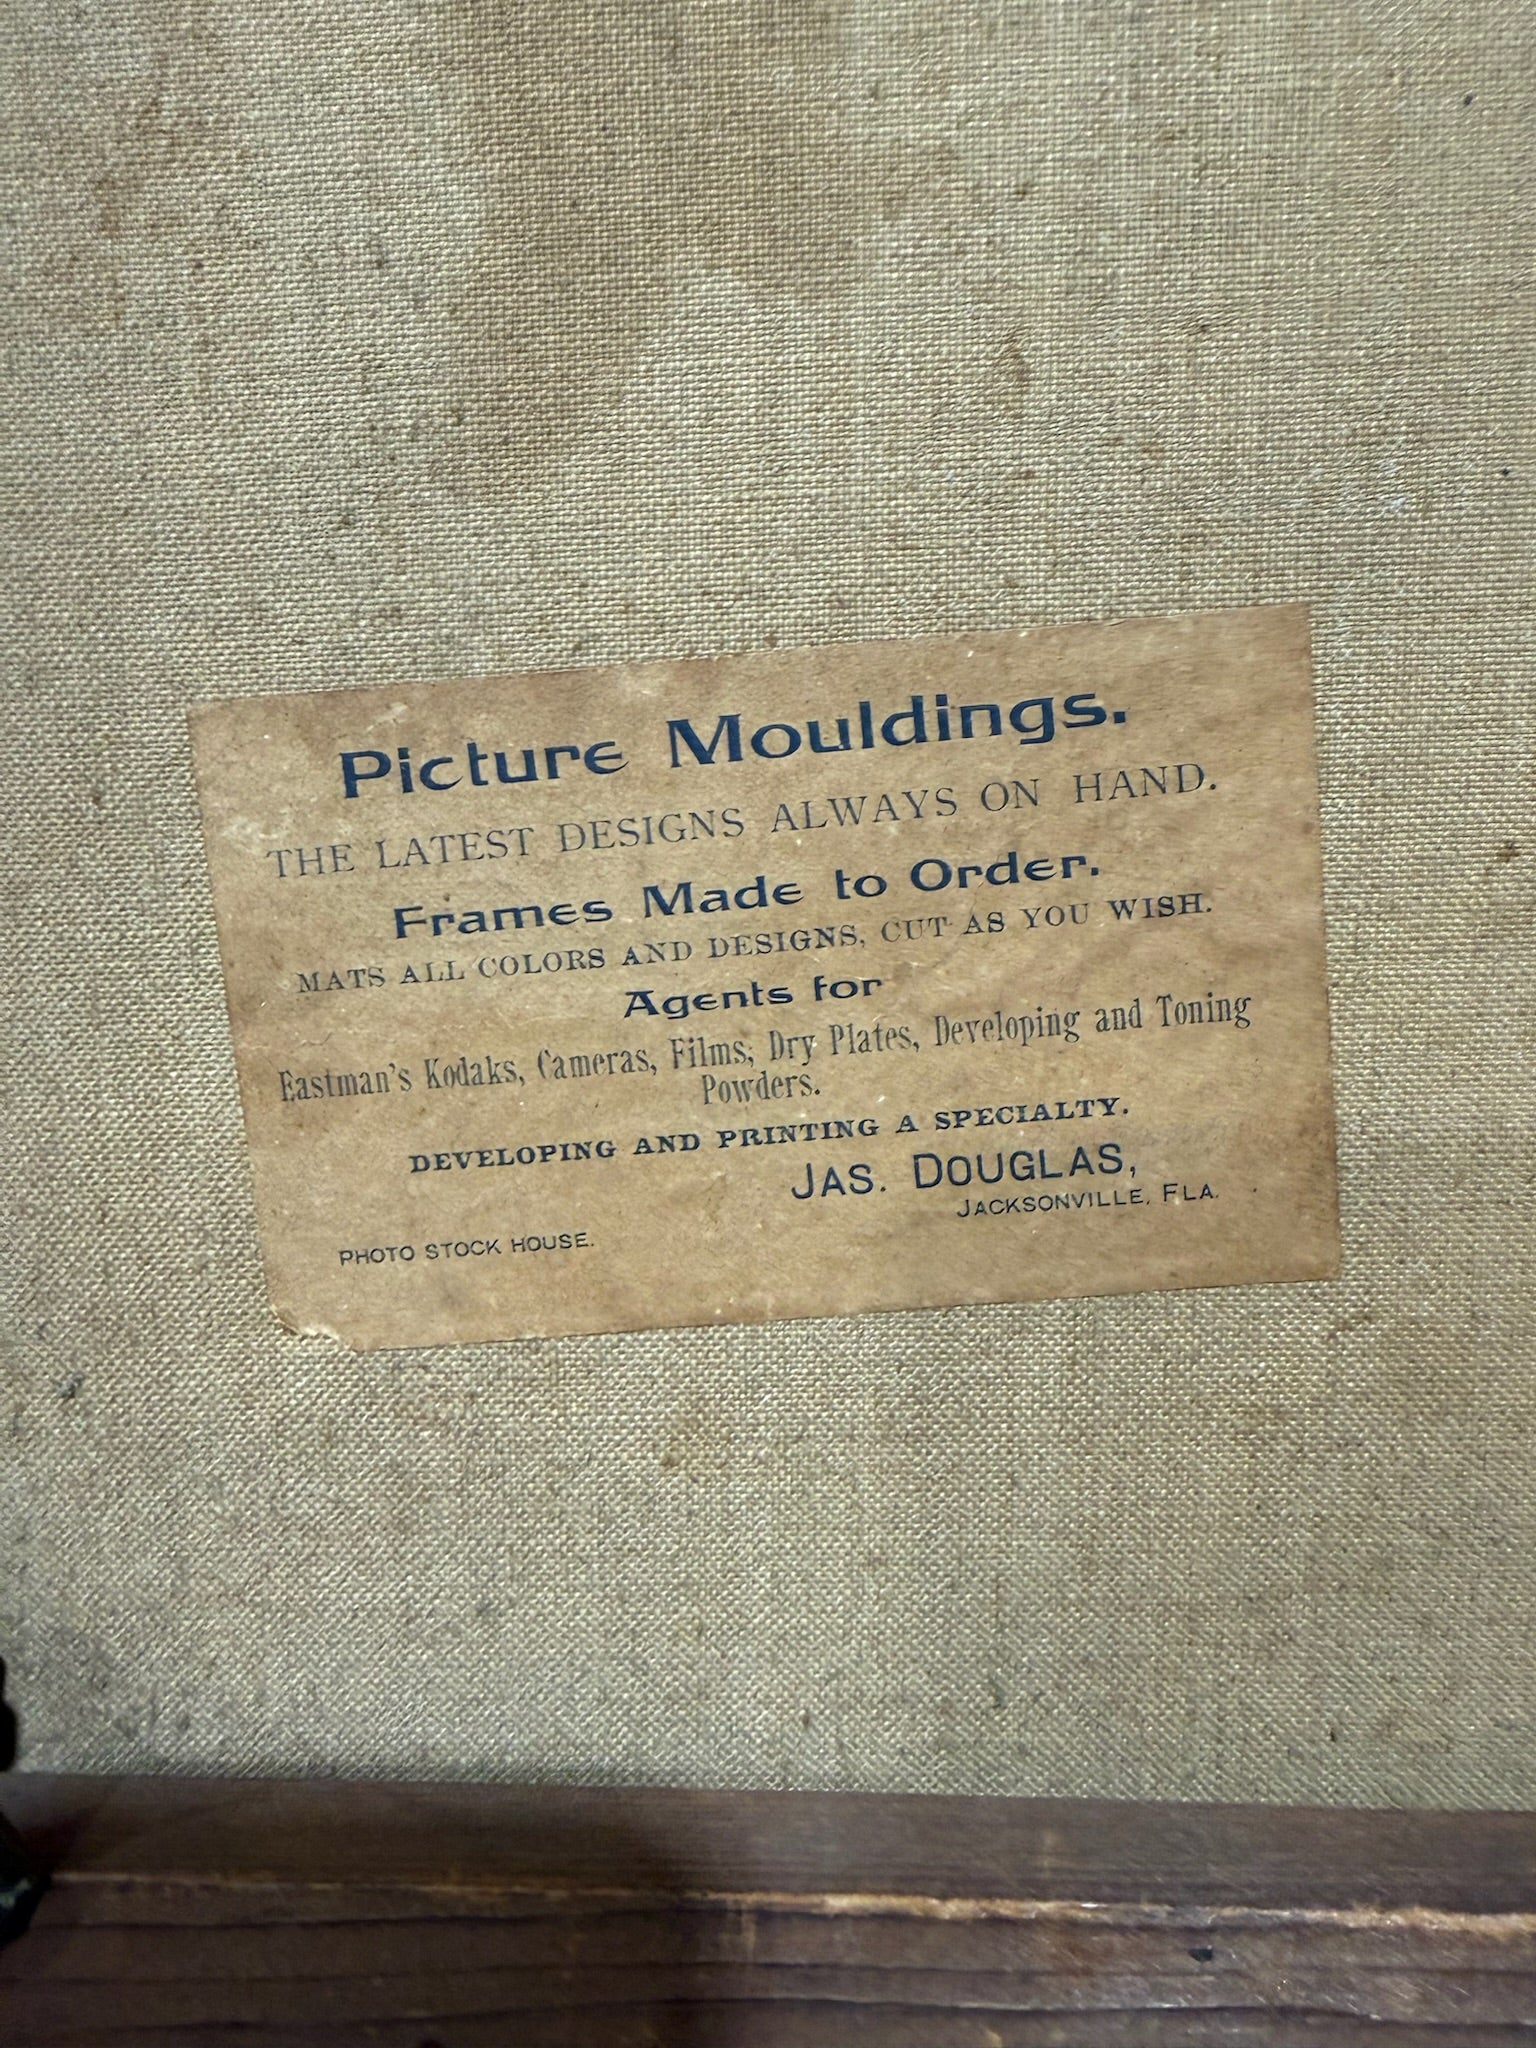 Picture Mouldings.
THE LATEST DESIGNS ALWAYS ON HAND.
Frames Made to Order.
MATS ALL COLORS AND DESIGNS, CUT AS YOU WISH.
Agents for
Eastman's Kodaks, Cameras, Films, Dry Plates, Developing and Toning
Powders.
DEVELOPING AND PRINTING A SPECIALTY.
JAS. DOUGLAS,
JACKSONVILLE, FLA.
PHOTO STOCK HOUSE.